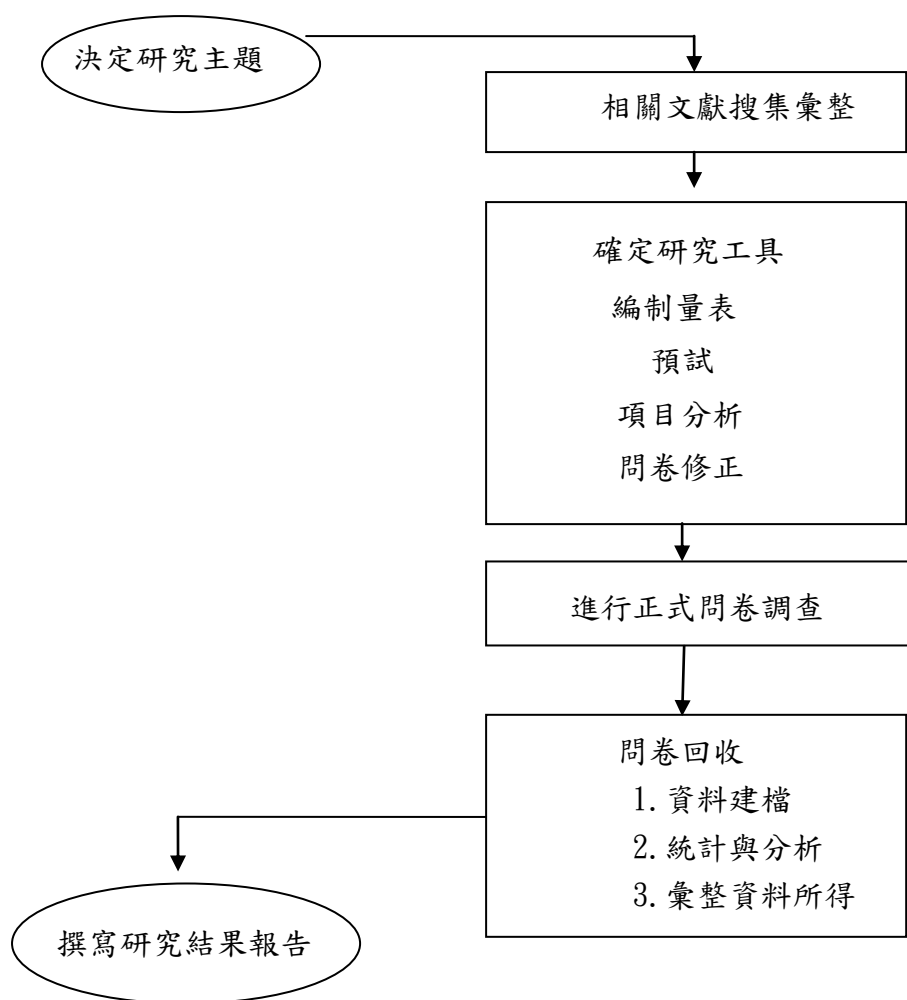 決定研究主題
相關文獻搜集彙整
確定研究工具
編制量表
預試
項目分析
問卷修正
進行正式問卷調查
問卷回收
1.資料建檔
2.統計與分析
3.彙整資料所得
撰寫研究結果報告